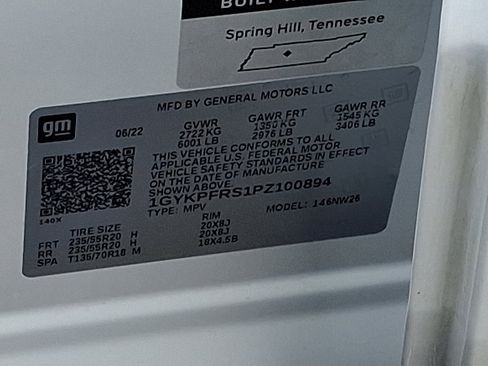 BUILT
Spring Hill, Tennessee
MFD BY GENERAL MOTORS LLC
gm
06/22
GVWR GAWR FRT GAWR RR
2722 KG 1350 KG 1545 KG
6001 LB 2976 LB 3406 LB
THIS VEHICLE CONFORMS TO ALL
APPLICABLE U.S. FEDERAL MOTOR
VEHICLE SAFETY STANDARDS IN EFFECT
ON THE DATE OF MANUFACTURE
SHOWN ABOVE.
1GYKPFRS1PZ100894
TYPE: MPV MODEL: 146NW26
140X
TIRE SIZE RIM
FRT 235/55R20 H 20X8J
RR 235/55R20 H 20X8J
SPA T135/70R18 M 18X4.5B